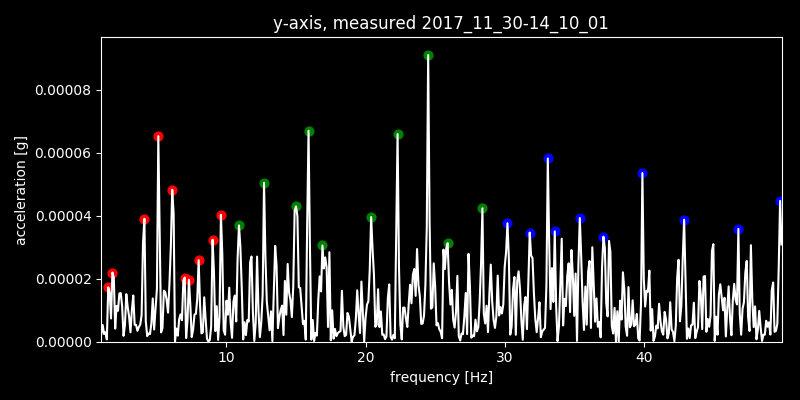 y-axis, measured 2017_11_30-14_10_01
acceleration [g]
0.00008
0.00006
0.00004
0.00002
0.00000
10 20 30 40
frequency [Hz]